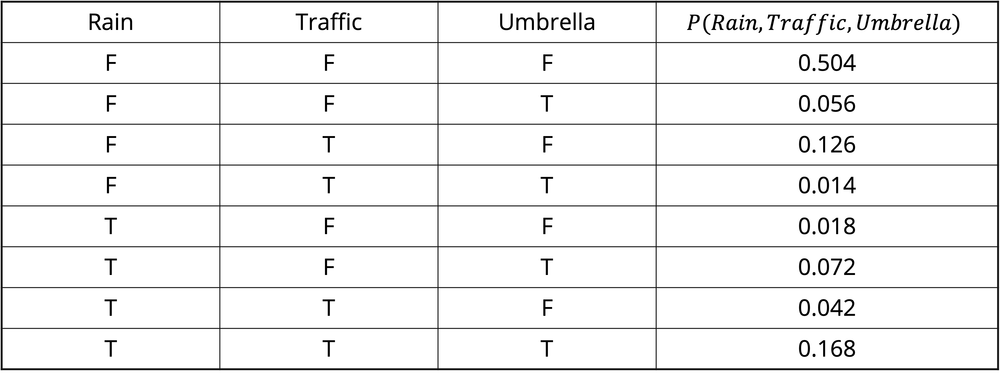 Rain Traffic Umbrella P(Rain,Traffic,Umbrella)
F F F 0.504
F F T 0.056
F T F 0.126
F T T 0.014
T F F 0.018
T F T 0.072
T T F 0.042
T T T 0.168